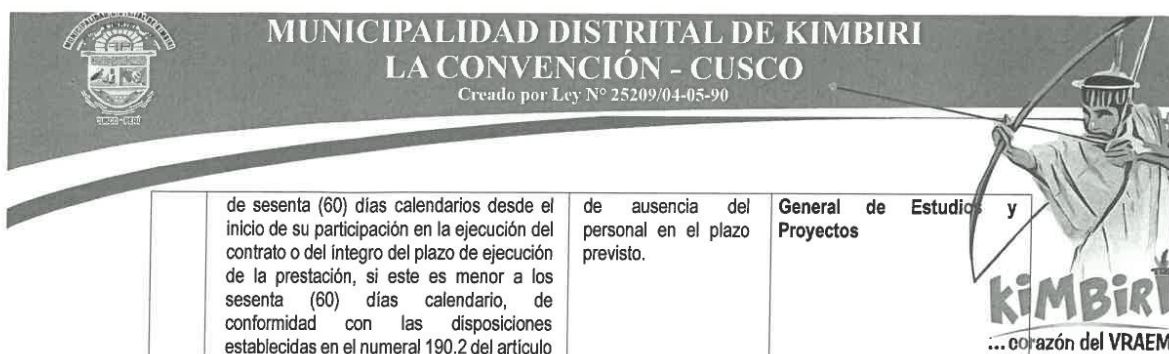 MUNICIPALIDAD DISTRITAL DE KIMBIRI
LA CONVENCIÓN - CUSCO
Creado por Ley N° 25209/04-05-90
de sesenta (60) días calendarios desde el
inicio de su participación en la ejecución del
contrato o del íntegro del plazo de ejecución
de la prestación, si este es menor a los
sesenta (60) días calendario, de
conformidad con las disposiciones
establecidas en el numeral 190.2 del artículo
de ausencia del
personal en el plazo
previsto.
General de Estudios y
Proyectos
KiMBiRi
... corazón del VRAEM